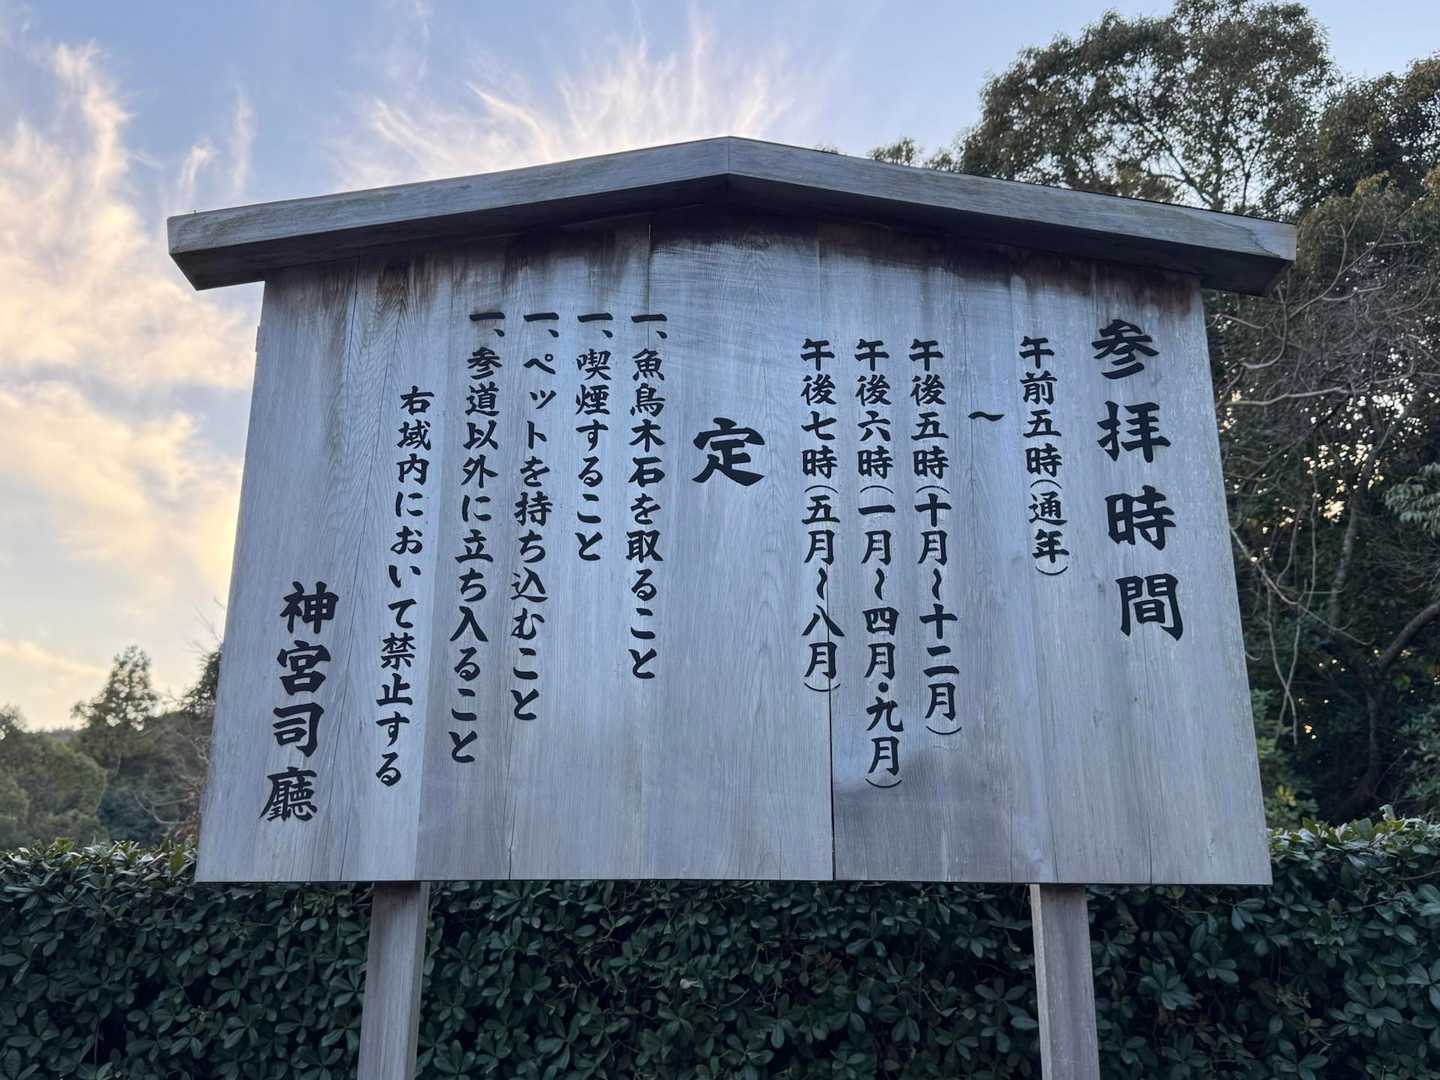 参拝時間
午前五時(通年)
〜
午後五時(十月〜十二月)
午後六時(一月〜四月・九月)
午後七時(五月〜八月)
定
一、魚鳥木石を取ること
一、喫煙すること
一、ペットを持ち込むこと
一、参道以外に立ち入ること
右域内において禁止する
神宮司廳